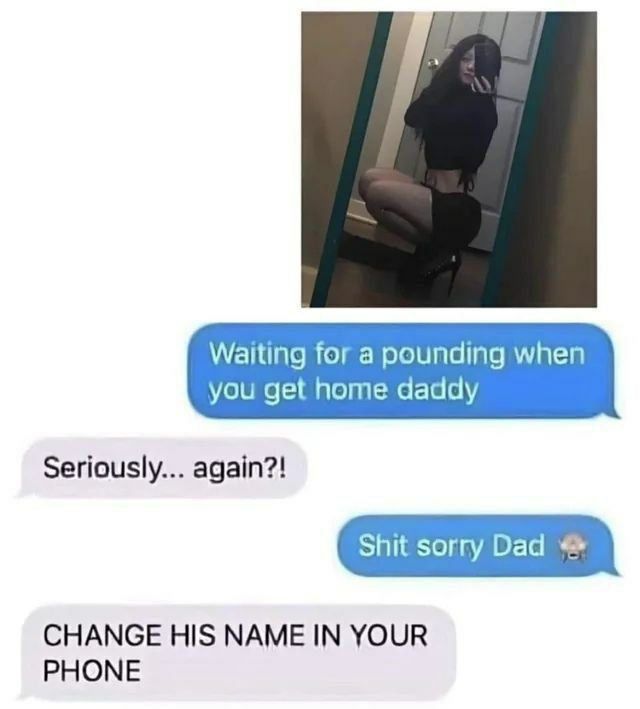 Waiting for a pounding when
you get home daddy
Seriously... again?!
Shit sorry Dad 🙈
CHANGE HIS NAME IN YOUR
PHONE